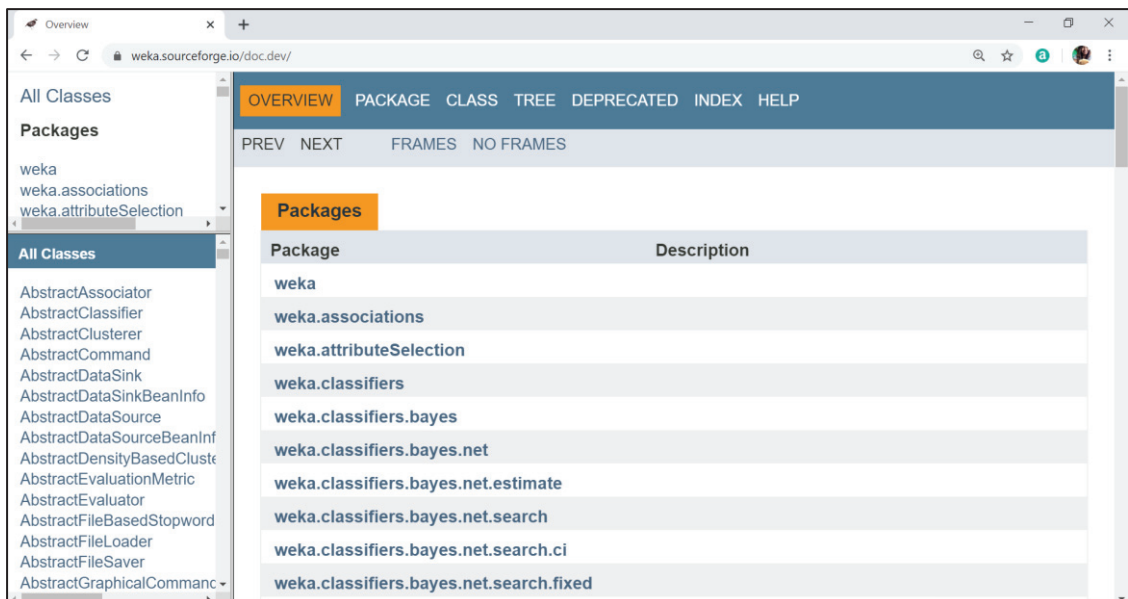 Overview
weka.sourceforge.io/doc.dev/
All Classes
Packages
weka
weka.associations
weka.attributeSelection
All Classes
AbstractAssociator
AbstractClassifier
AbstractClusterer
AbstractCommand
AbstractDataSink
AbstractDataSinkBeanInfo
AbstractDataSource
AbstractDataSourceBeanInf
AbstractDensityBasedCluste
AbstractEvaluationMetric
AbstractEvaluator
AbstractFileBasedStopword
AbstractFileLoader
AbstractFileSaver
AbstractGraphicalCommand
OVERVIEW PACKAGE CLASS TREE DEPRECATED INDEX HELP
PREV NEXT FRAMES NO FRAMES
Packages
Package Description
weka
weka.associations
weka.attributeSelection
weka.classifiers
weka.classifiers.bayes
weka.classifiers.bayes.net
weka.classifiers.bayes.net.estimate
weka.classifiers.bayes.net.search
weka.classifiers.bayes.net.search.ci
weka.classifiers.bayes.net.search.fixed